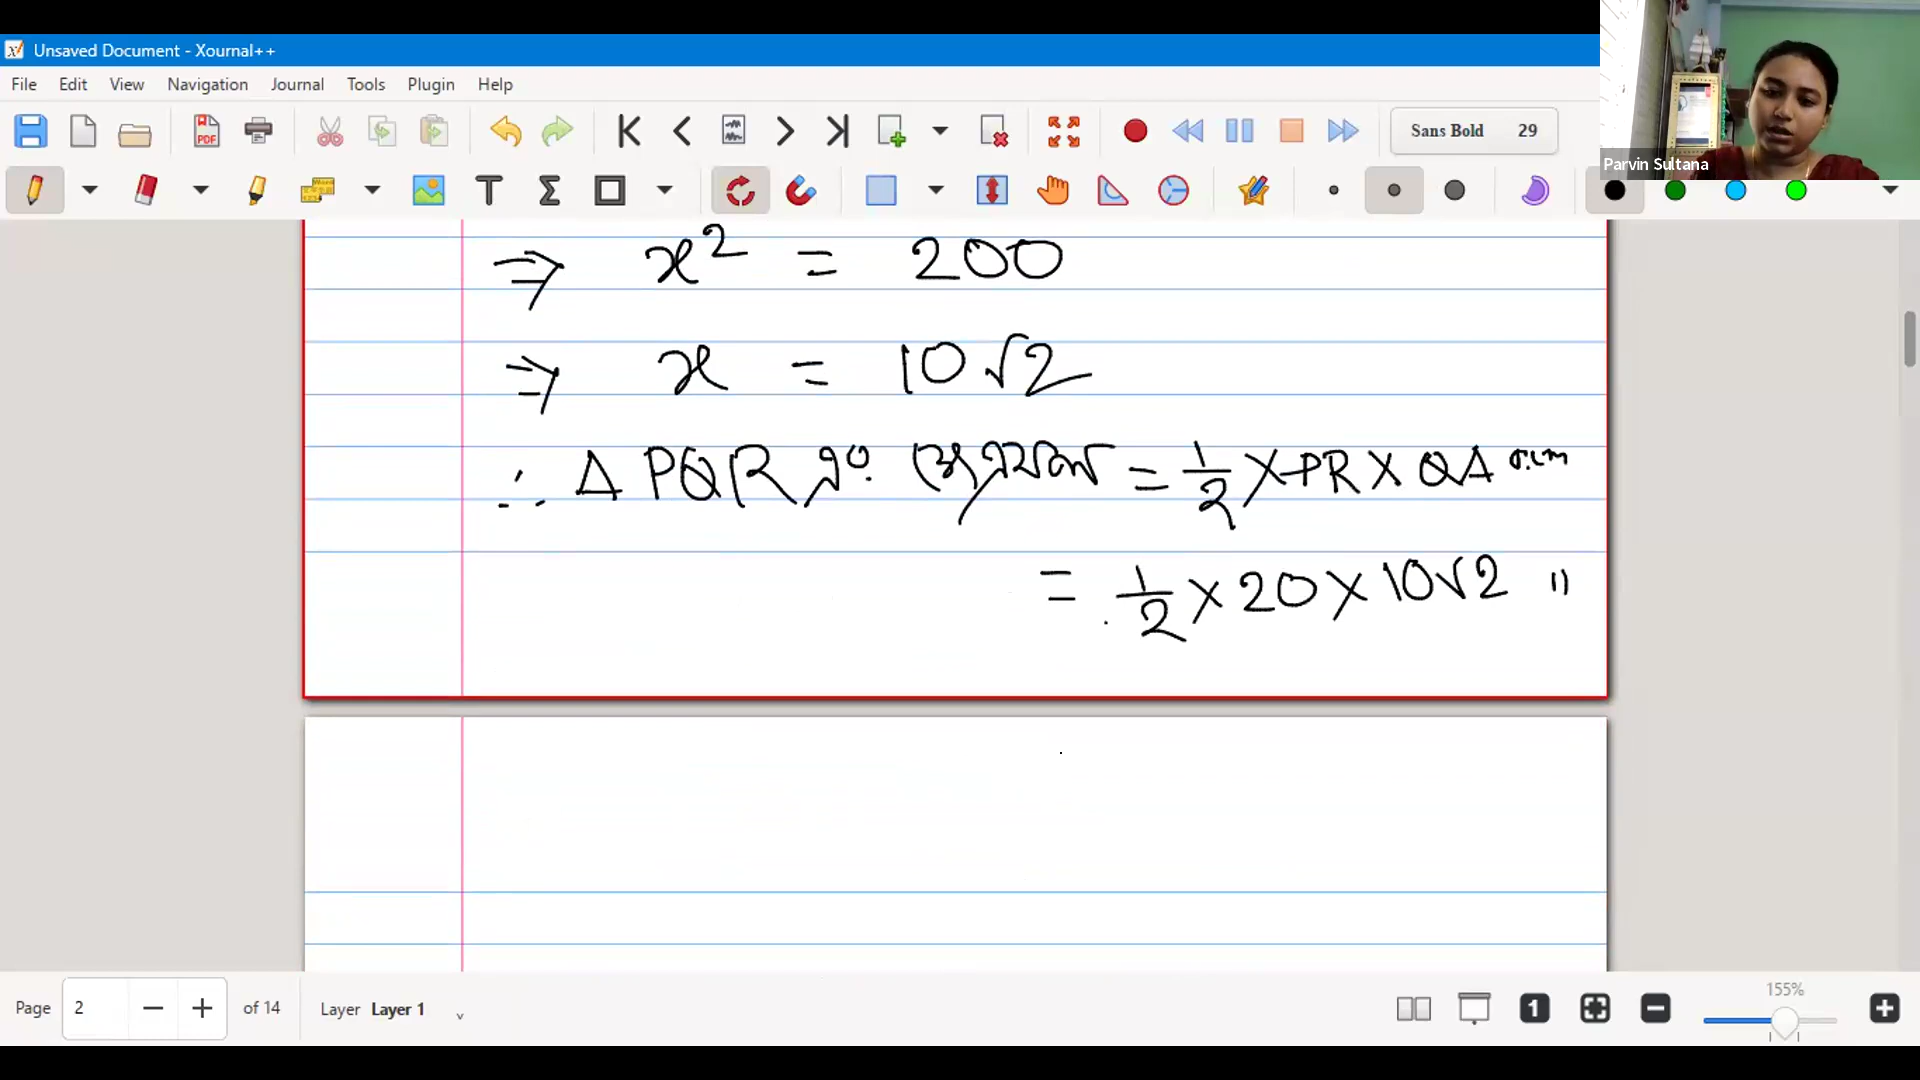 Unsaved Document - Xournal++
File Edit View Navigation Journal Tools Plugin Help
Sans Bold 29
Parvin Sultana
⇒ x² = 200
⇒ x = 10√2
∴ Δ PQR এর ক্ষেত্রফল = 1/2 × PR × QA
= 1/2 × 20 × 10√2 "
Page 2 of 14 Layer Layer 1
155%